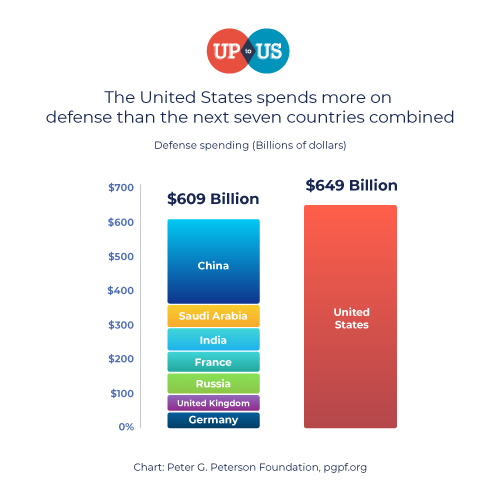 UP to US
The United States spends more on
defense than the next seven countries combined
Defense spending (Billions of dollars)
$700
$600
$500
$400
$300
$200
$100
0%
$609 Billion
China
Saudi Arabia
India
France
Russia
United Kingdom
Germany
$649 Billion
United
States
Chart: Peter G. Peterson Foundation, pgpf.org